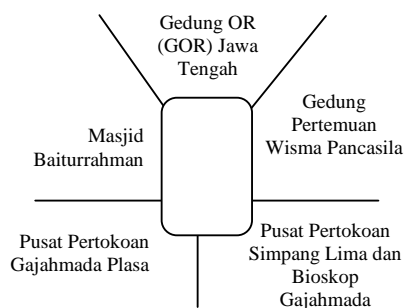 Gedung OR
(GOR) Jawa
Tengah
Gedung
Pertemuan
Wisma Pancasila
Masjid
Baiturrahman
Pusat Pertokoan
Gajahmada Plasa
Pusat Pertokoan
Simpang Lima dan
Bioskop
Gajahmada